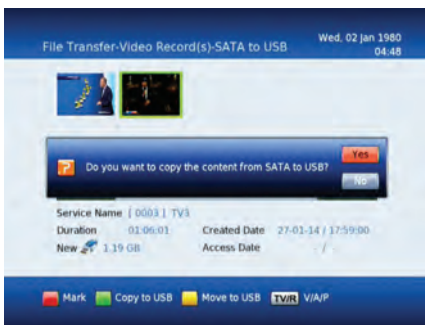 File Transfer-Video Record(s)-SATA to USB
Wed, 02 Jan 1980
04:48
Do you want to copy the content from SATA to USB?
Yes
No
Service Name [ 0003 ] TV3
Duration 01:06:01 Created Date 27-01-14 / 17:59:00
New 1.19 GB Access Date - / -
Mark Copy to USB Move to USB TV/R V/A/P